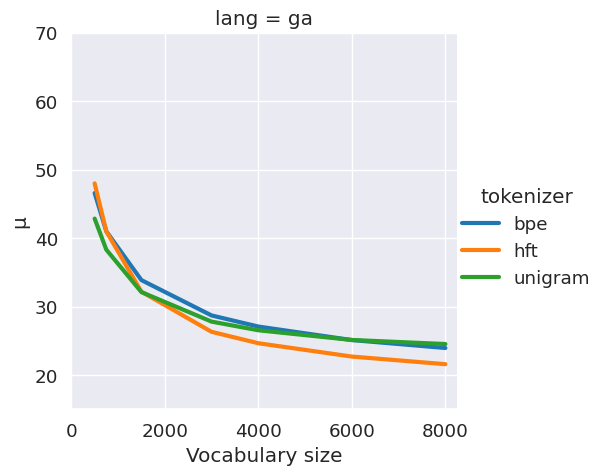 lang = ga
70
60
50
40
30
20
μ
0 2000 4000 6000 8000
Vocabulary size
tokenizer
bpe
hft
unigram